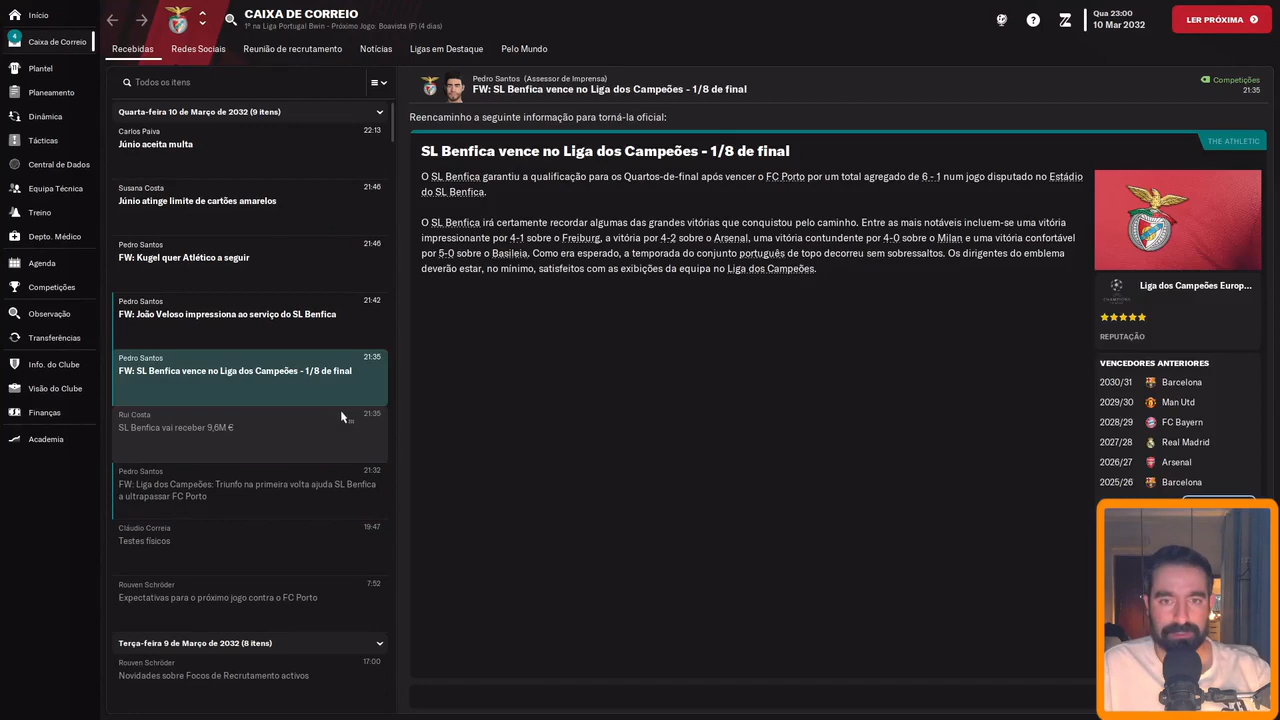 Início
4
Caixa de Correio
Plantel
Planeamento
Dinâmica
Tácticas
Central de Dados
Equipa Técnica
Treino
Depto. Médico
Agenda
Competições
Observação
Transferências
Info. do Clube
Visão do Clube
Finanças
Academia
CAIXA DE CORREIO
1º na Liga Portugal Bwin - Próximo Jogo: Boavista (F) (4 dias)
Qua 23:00
10 Mar 2032
LER PRÓXIMA
Recebidas
Redes Sociais
Reunião de recrutamento
Notícias
Ligas em Destaque
Pelo Mundo
Todos os itens
Quarta-feira 10 de Março de 2032 (9 itens)
Carlos Paiva 22:13
Júnio aceita multa
Susana Costa 21:46
Júnio atinge limite de cartões amarelos
Pedro Santos 21:46
FW: Kugel quer Atlético a seguir
Pedro Santos 21:42
FW: João Veloso impressiona ao serviço do SL Benfica
Pedro Santos 21:35
FW: SL Benfica vence no Liga dos Campeões - 1/8 de final
Rui Costa 21:35
SL Benfica vai receber 9,6M €
Pedro Santos 21:32
FW: Liga dos Campeões: Triunfo na primeira volta ajuda SL Benfica
a ultrapassar FC Porto
Cláudio Correia 19:47
Testes físicos
Rouven Schröder 7:52
Expectativas para o próximo jogo contra o FC Porto
Terça-feira 9 de Março de 2032 (8 itens)
Rouven Schröder 17:00
Novidades sobre Focos de Recrutamento activos
Pedro Santos (Assessor de Imprensa)
FW: SL Benfica vence no Liga dos Campeões - 1/8 de final
Competições
21:35
Reencaminho a seguinte informação para torná-la oficial:
THE ATHLETIC
SL Benfica vence no Liga dos Campeões - 1/8 de final
O SL Benfica garantiu a qualificação para os Quartos-de-final após vencer o FC Porto por um total agregado de 6 - 1 num jogo disputado no Estádio
do SL Benfica.
O SL Benfica irá certamente recordar algumas das grandes vitórias que conquistou pelo caminho. Entre as mais notáveis incluem-se uma vitória
impressionante por 4-1 sobre o Freiburg, a vitória por 4-2 sobre o Arsenal, uma vitória contundente por 4-0 sobre o Milan e uma vitória confortável
por 5-0 sobre o Basileia. Como era esperado, a temporada do conjunto português de topo decorreu sem sobressaltos. Os dirigentes do emblema
deverão estar, no mínimo, satisfeitos com as exibições da equipa no Liga dos Campeões.
Liga dos Campeões Europ...
REPUTAÇÃO
VENCEDORES ANTERIORES
2030/31 Barcelona
2029/30 Man Utd
2028/29 FC Bayern
2027/28 Real Madrid
2026/27 Arsenal
2025/26 Barcelona